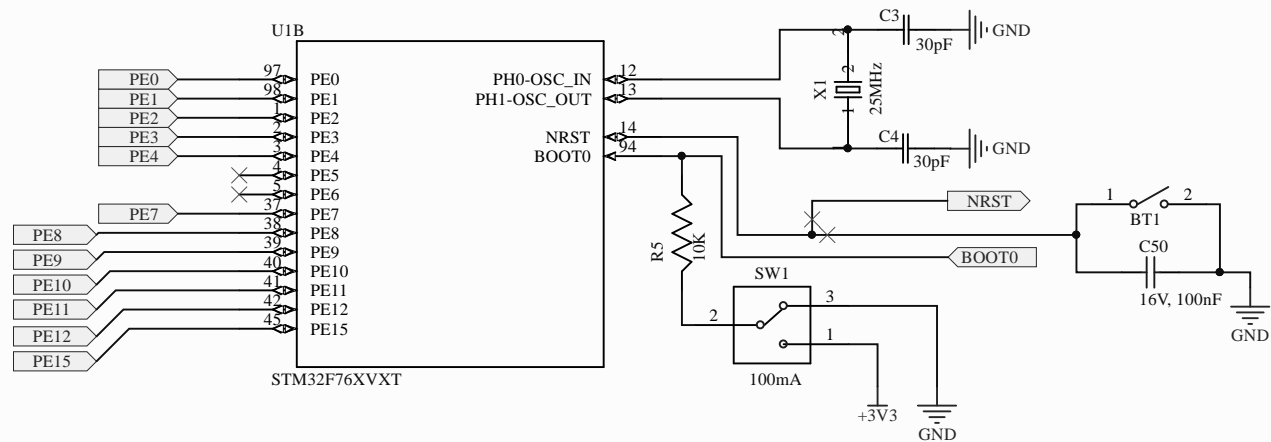 U1B
PE0 97 PE0
PE1 98 PE1
PE2 1 PE2
PE3 2 PE3
PE4 3 PE4
4 PE5
5 PE6
PE7 37 PE7
PE8 38 PE8
PE9 39 PE9
PE10 40 PE10
PE11 41 PE11
PE12 42 PE12
PE15 45 PE15
PH0-OSC_IN 12
PH1-OSC_OUT 13
NRST 14
BOOT0 94
STM32F76XVXT
C3
30pF
GND
2
2
X1
25MHz
1
C4
30pF
GND
NRST
BOOT0
R5
10K
SW1
2
3
1
100mA
+3V3
GND
1 2
BT1
C50
16V, 100nF
GND